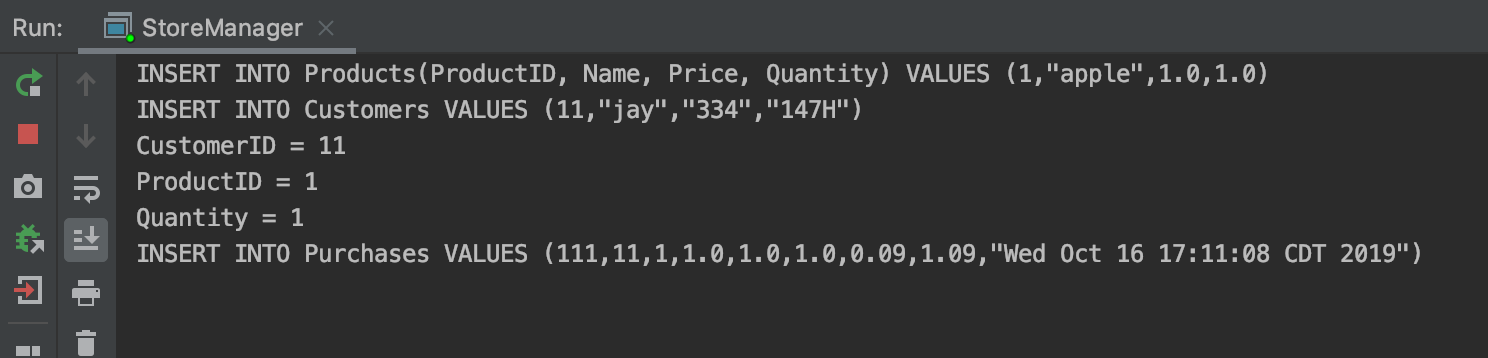 Run: StoreManager
INSERT INTO Products(ProductID, Name, Price, Quantity) VALUES (1,"apple",1.0,1.0)
INSERT INTO Customers VALUES (11,"jay","334","147H")
CustomerID = 11
ProductID = 1
Quantity = 1
INSERT INTO Purchases VALUES (111,11,1,1.0,1.0,1.0,0.09,1.09,"Wed Oct 16 17:11:08 CDT 2019")